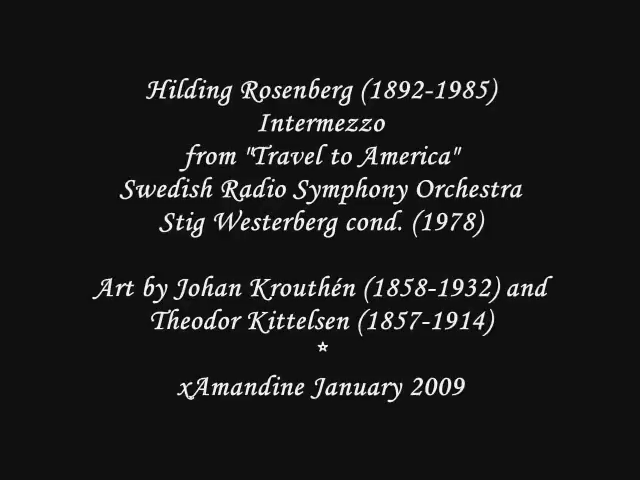 Hilding Rosenberg (1892-1985)
Intermezzo
from "Travel to America"
Swedish Radio Symphony Orchestra
Stig Westerberg cond. (1978)
Art by Johan Krouthén (1858-1932) and
Theodor Kittelsen (1857-1914)
*
xAmandine January 2009